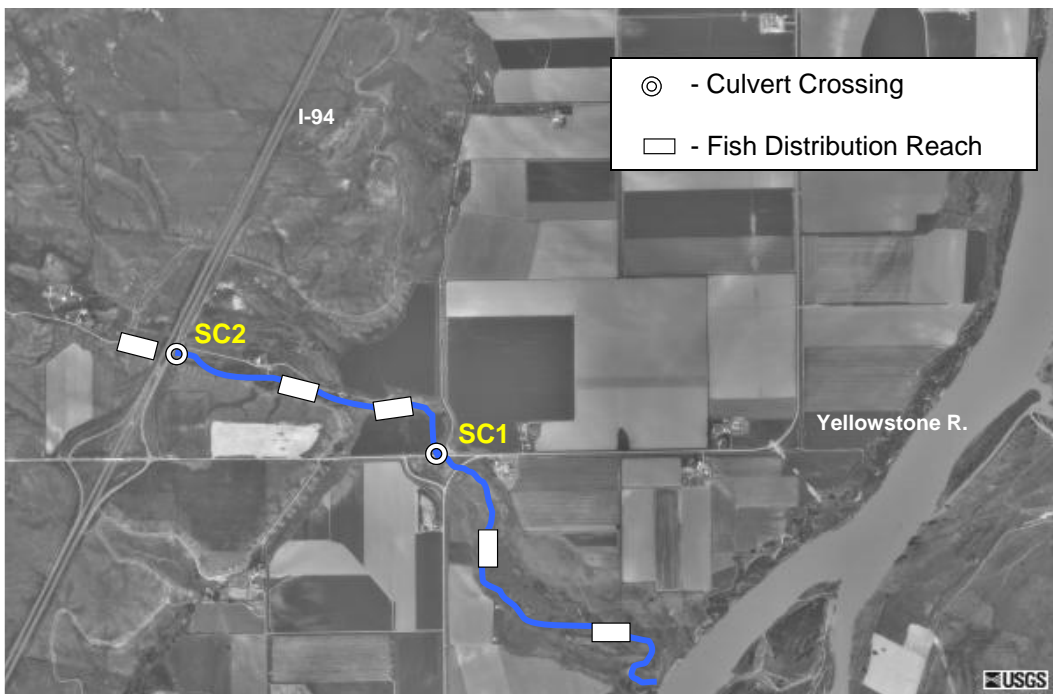 - Culvert Crossing
- Fish Distribution Reach
I-94
SC2
SC1
Yellowstone R.
USGS